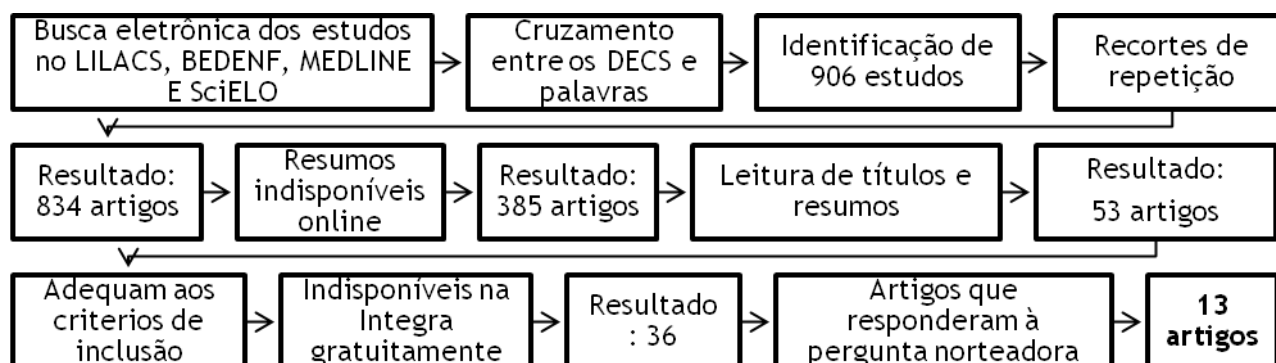 Busca eletrônica dos estudos
no LILACS, BEDENF, MEDLINE
E SciELO
Cruzamento
entre os DECS e
palavras
Identificação de
906 estudos
Recortes de
repetição
Resultado:
834 artigos
Resumos
indisponíveis
online
Resultado:
385 artigos
Leitura de títulos e
resumos
Resultado:
53 artigos
Adequam aos
criterios de
inclusão
Indisponíveis na
Integra
gratuitamente
Resultado
: 36
Artigos que
responderam à
pergunta norteadora
13
artigos